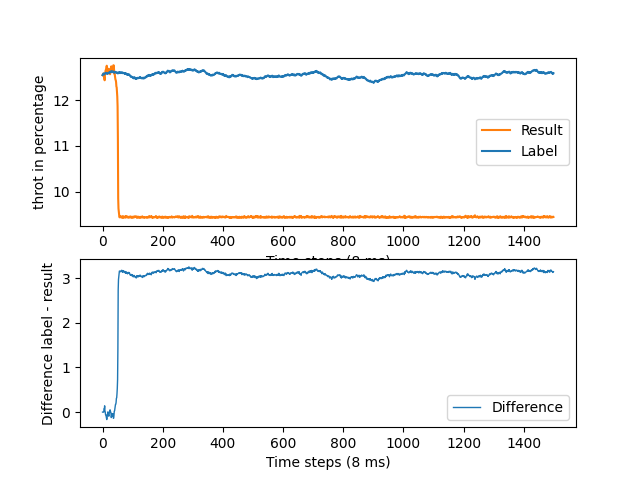 throt in percentage
12
11
10
Result
Label
0 200 400 600 800 1000 1200 1400
Time steps (8 ms)
Difference label - result
3
2
1
0
Difference
0 200 400 600 800 1000 1200 1400
Time steps (8 ms)